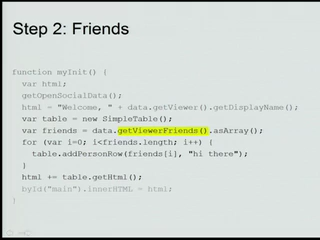 Step 2: Friends
function myInit() {
var html;
getOpenSocialData();
html = "Welcome, " + data.getViewer().getDisplayName();
var table = new SimpleTable();
var friends = data.getViewerFriends().asArray();
for (var i=0; i<friends.length; i++) {
table.addPersonRow(friends[i], "hi there");
}
html += table.getHtml();
byId("main").innerHTML = html;
}